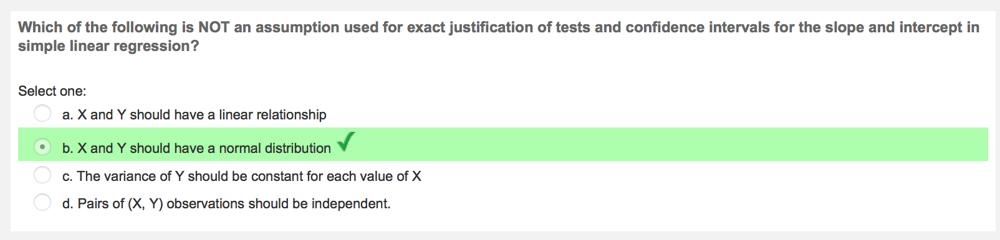 Which of the following is NOT an assumption used for exact justification of tests and confidence intervals for the slope and intercept in
simple linear regression?
Select one:
a. X and Y should have a linear relationship
b. X and Y should have a normal distribution
c. The variance of Y should be constant for each value of X
d. Pairs of (X, Y) observations should be independent.